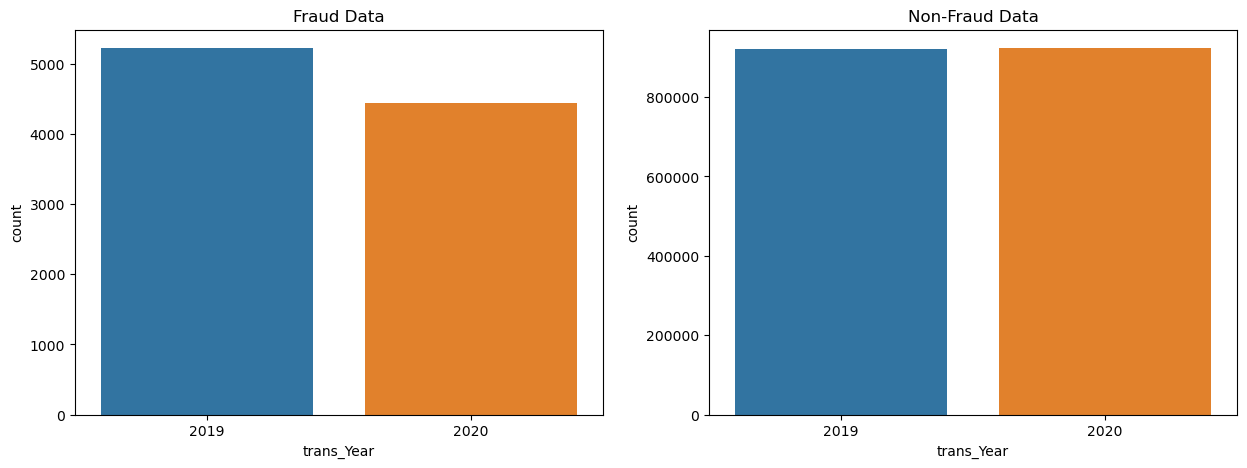 Fraud Data
5000
4000
3000
2000
1000
0
count
2019 2020
trans_Year
Non-Fraud Data
800000
600000
400000
200000
0
count
2019 2020
trans_Year